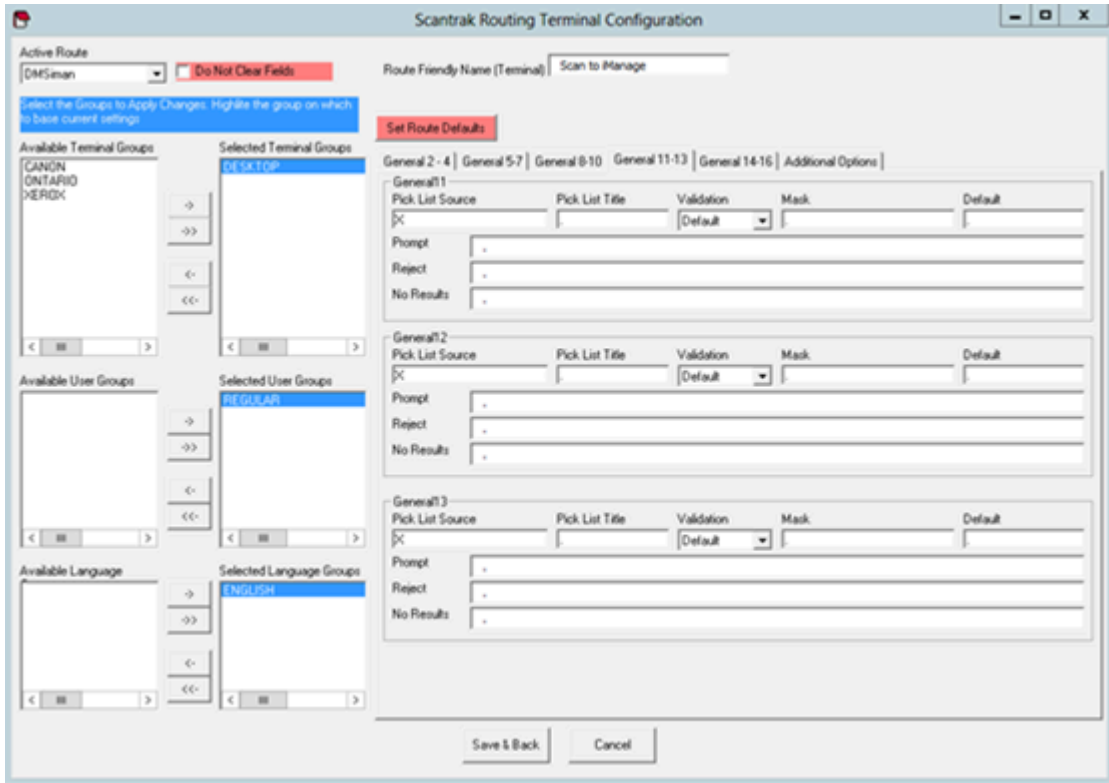 Scantrak Routing Terminal Configuration
Active Route
DMSiman
Do Not Clear Fields
Route Friendly Name (Terminal) Scan to iManage
Select the Groups to Apply Changes. Highlite the group on which
to base current settings
Set Route Defaults
Available Terminal Groups
Selected Terminal Groups
CANON
ONTARIO
XEROX
DESKTOP
->
->>
<-
<<-
Available User Groups
Selected User Groups
REGULAR
->
->>
<-
<<-
Available Language
Selected Language Groups
ENGLISH
->
->>
<-
<<-
General 2 - 4 General 5-7 General 8-10 General 11-13 General 14-16 Additional Options
General11
Pick List Source Pick List Title Validation Mask Default
X . Default . .
Prompt .
Reject .
No Results .
General12
Pick List Source Pick List Title Validation Mask Default
X . Default . .
Prompt .
Reject .
No Results .
General13
Pick List Source Pick List Title Validation Mask Default
X . Default . .
Prompt .
Reject .
No Results .
Save & Back Cancel